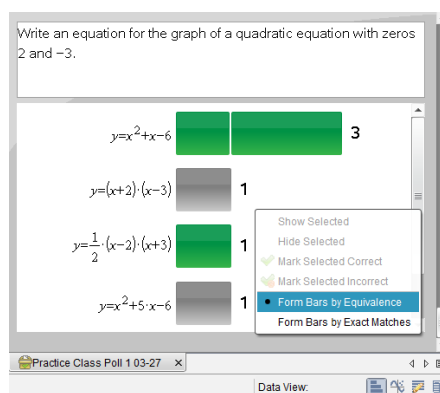 Write an equation for the graph of a quadratic equation with zeros
2 and −3.
y=x²+x−6 3
y=(x+2)·(x−3) 1
y=1/2·(x−2)·(x+3) 1
y=x²+5·x−6 1
Show Selected
Hide Selected
Mark Selected Correct
Mark Selected Incorrect
Form Bars by Equivalence
Form Bars by Exact Matches
Practice Class Poll 1 03-27 ×
Data View: